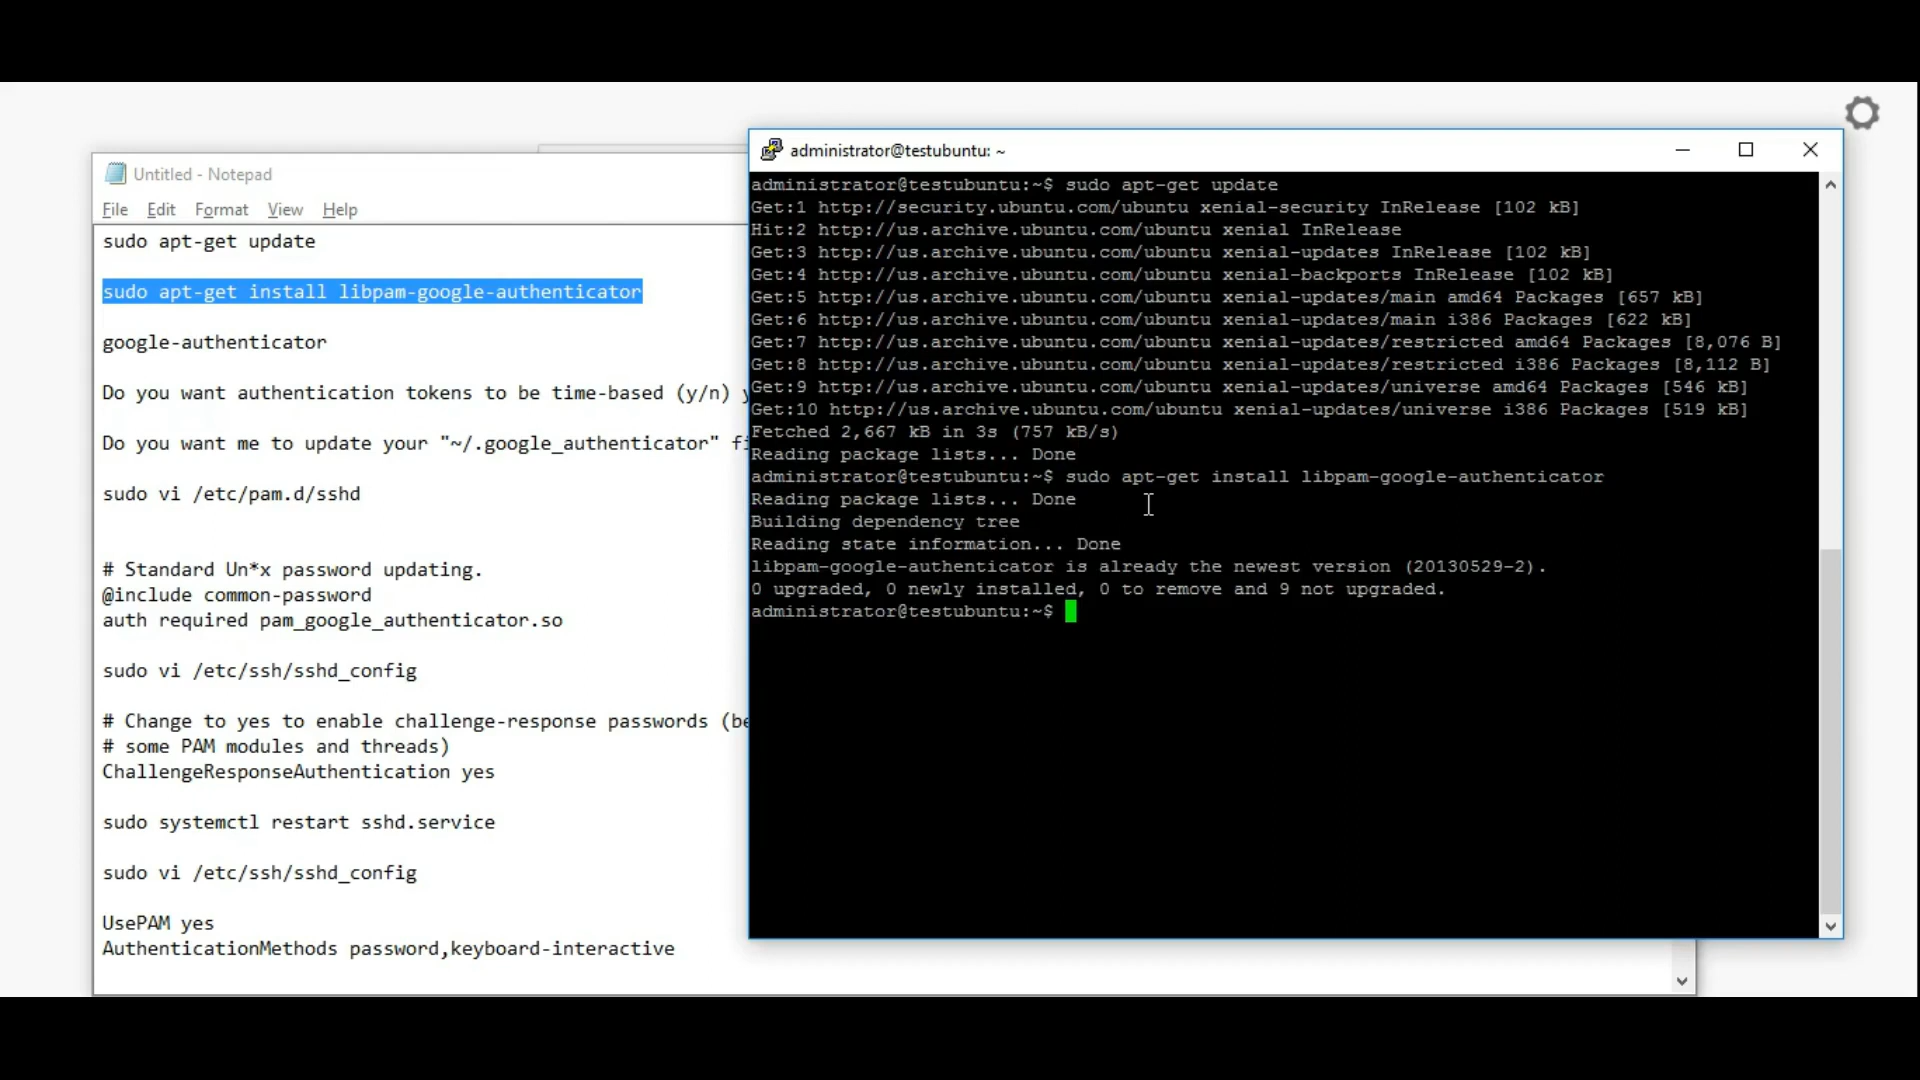 Untitled - Notepad
File Edit Format View Help
sudo apt-get update
sudo apt-get install libpam-google-authenticator
google-authenticator
Do you want authentication tokens to be time-based (y/n) y
Do you want me to update your "~/.google_authenticator" fi
sudo vi /etc/pam.d/sshd
# Standard Un*x password updating.
@include common-password
auth required pam_google_authenticator.so
sudo vi /etc/ssh/sshd_config
# Change to yes to enable challenge-response passwords (be
# some PAM modules and threads)
ChallengeResponseAuthentication yes
sudo systemctl restart sshd.service
sudo vi /etc/ssh/sshd_config
UsePAM yes
AuthenticationMethods password,keyboard-interactive
administrator@testubuntu: ~
administrator@testubuntu:~$ sudo apt-get update
Get:1 http://security.ubuntu.com/ubuntu xenial-security InRelease [102 kB]
Hit:2 http://us.archive.ubuntu.com/ubuntu xenial InRelease
Get:3 http://us.archive.ubuntu.com/ubuntu xenial-updates InRelease [102 kB]
Get:4 http://us.archive.ubuntu.com/ubuntu xenial-backports InRelease [102 kB]
Get:5 http://us.archive.ubuntu.com/ubuntu xenial-updates/main amd64 Packages [657 kB]
Get:6 http://us.archive.ubuntu.com/ubuntu xenial-updates/main i386 Packages [622 kB]
Get:7 http://us.archive.ubuntu.com/ubuntu xenial-updates/restricted amd64 Packages [8,076 B]
Get:8 http://us.archive.ubuntu.com/ubuntu xenial-updates/restricted i386 Packages [8,112 B]
Get:9 http://us.archive.ubuntu.com/ubuntu xenial-updates/universe amd64 Packages [546 kB]
Get:10 http://us.archive.ubuntu.com/ubuntu xenial-updates/universe i386 Packages [519 kB]
Fetched 2,667 kB in 3s (757 kB/s)
Reading package lists... Done
administrator@testubuntu:~$ sudo apt-get install libpam-google-authenticator
Reading package lists... Done
Building dependency tree
Reading state information... Done
libpam-google-authenticator is already the newest version (20130529-2).
0 upgraded, 0 newly installed, 0 to remove and 9 not upgraded.
administrator@testubuntu:~$